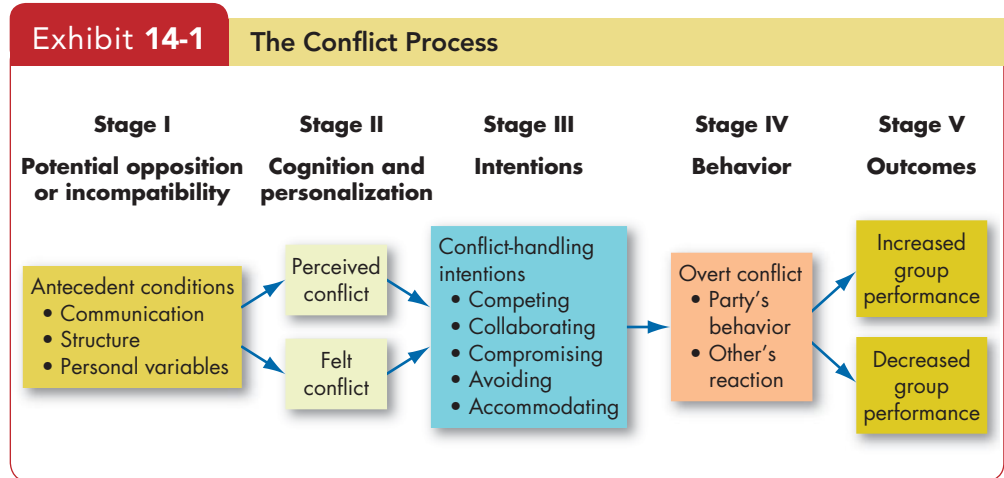 Exhibit 14-1
The Conflict Process
Stage I
Potential opposition
or incompatibility
Stage II
Cognition and
personalization
Stage III
Intentions
Stage IV
Behavior
Stage V
Outcomes
Antecedent conditions
• Communication
• Structure
• Personal variables
Perceived
conflict
Felt
conflict
Conflict-handling
intentions
• Competing
• Collaborating
• Compromising
• Avoiding
• Accommodating
Overt conflict
• Party's
behavior
• Other's
reaction
Increased
group
performance
Decreased
group
performance